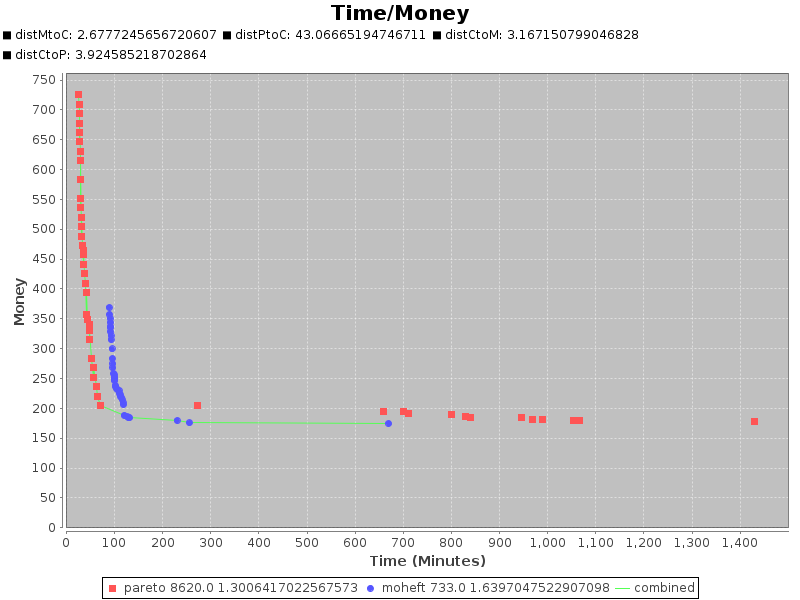 Time/Money
distMtoC: 2.6777245656720607 distPtoC: 43.06665194746711 distCtoM: 3.167150799046828
distCtoP: 3.924585218702864
750
700
650
600
550
500
450
400
350
300
250
200
150
100
50
0
Money
0 100 200 300 400 500 600 700 800 900 1,000 1,100 1,200 1,300 1,400
Time (Minutes)
pareto 8620.0 1.3006417022567573 moheft 733.0 1.6397047522907098 combined